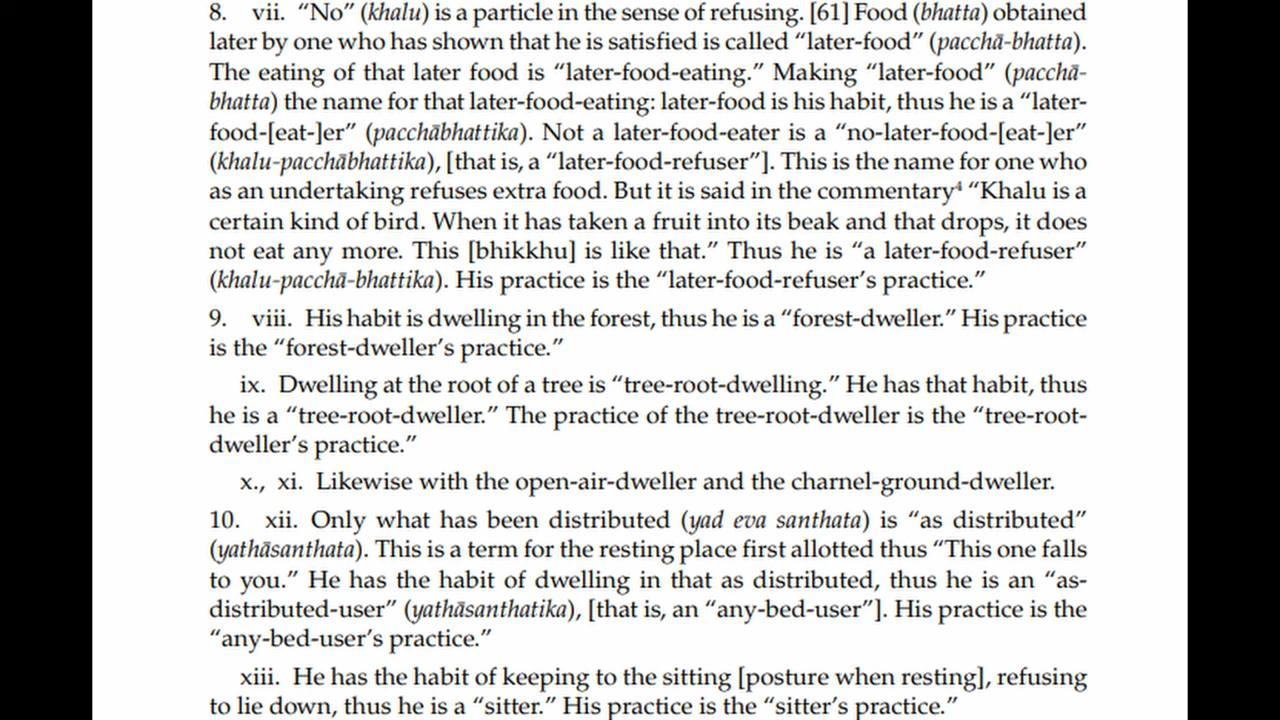 8. vii. “No” (khalu) is a particle in the sense of refusing. [61] Food (bhatta) obtained
later by one who has shown that he is satisfied is called “later-food” (pacchā-bhatta).
The eating of that later food is “later-food-eating.” Making “later-food” (pacchā-
bhatta) the name for that later-food-eating: later-food is his habit, thus he is a “later-
food-[eat-]er” (pacchābhattika). Not a later-food-eater is a “no-later-food-[eat-]er”
(khalu-pacchābhattika), [that is, a “later-food-refuser”]. This is the name for one who
as an undertaking refuses extra food. But it is said in the commentary⁴ “Khalu is a
certain kind of bird. When it has taken a fruit into its beak and that drops, it does
not eat any more. This [bhikkhu] is like that.” Thus he is “a later-food-refuser”
(khalu-pacchā-bhattika). His practice is the “later-food-refuser’s practice.”
9. viii. His habit is dwelling in the forest, thus he is a “forest-dweller.” His practice
is the “forest-dweller’s practice.”
ix. Dwelling at the root of a tree is “tree-root-dwelling.” He has that habit, thus
he is a “tree-root-dweller.” The practice of the tree-root-dweller is the “tree-root-
dweller’s practice.”
x., xi. Likewise with the open-air-dweller and the charnel-ground-dweller.
10. xii. Only what has been distributed (yad eva santhata) is “as distributed”
(yathāsanthata). This is a term for the resting place first allotted thus “This one falls
to you.” He has the habit of dwelling in that as distributed, thus he is an “as-
distributed-user” (yathāsanthatika), [that is, an “any-bed-user”]. His practice is the
“any-bed-user’s practice.”
xiii. He has the habit of keeping to the sitting [posture when resting], refusing
to lie down, thus he is a “sitter.” His practice is the “sitter’s practice.”